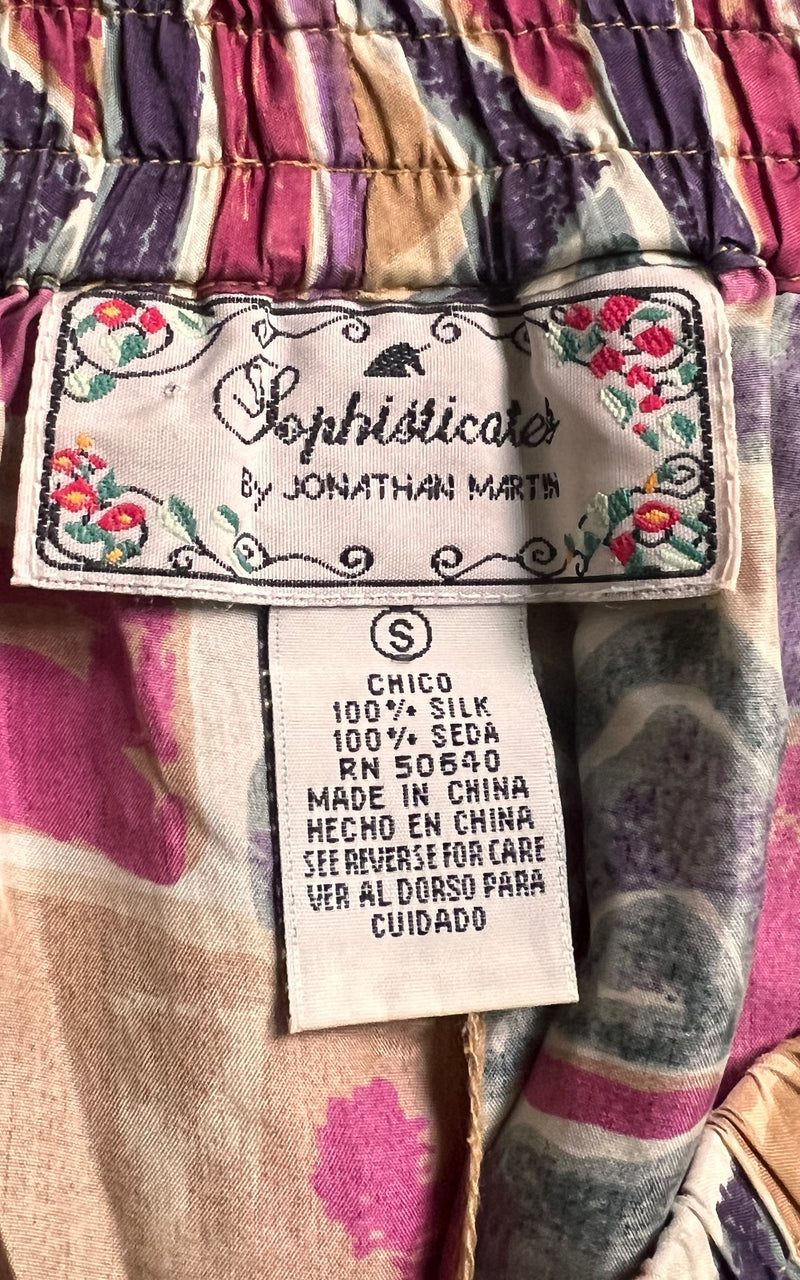 Sophisticates
By JONATHAN MARTIN
S
CHICO
100% SILK
100% SEDA
RN 50640
MADE IN CHINA
HECHO EN CHINA
SEE REVERSE FOR CARE
VER AL DORSO PARA
CUIDADO